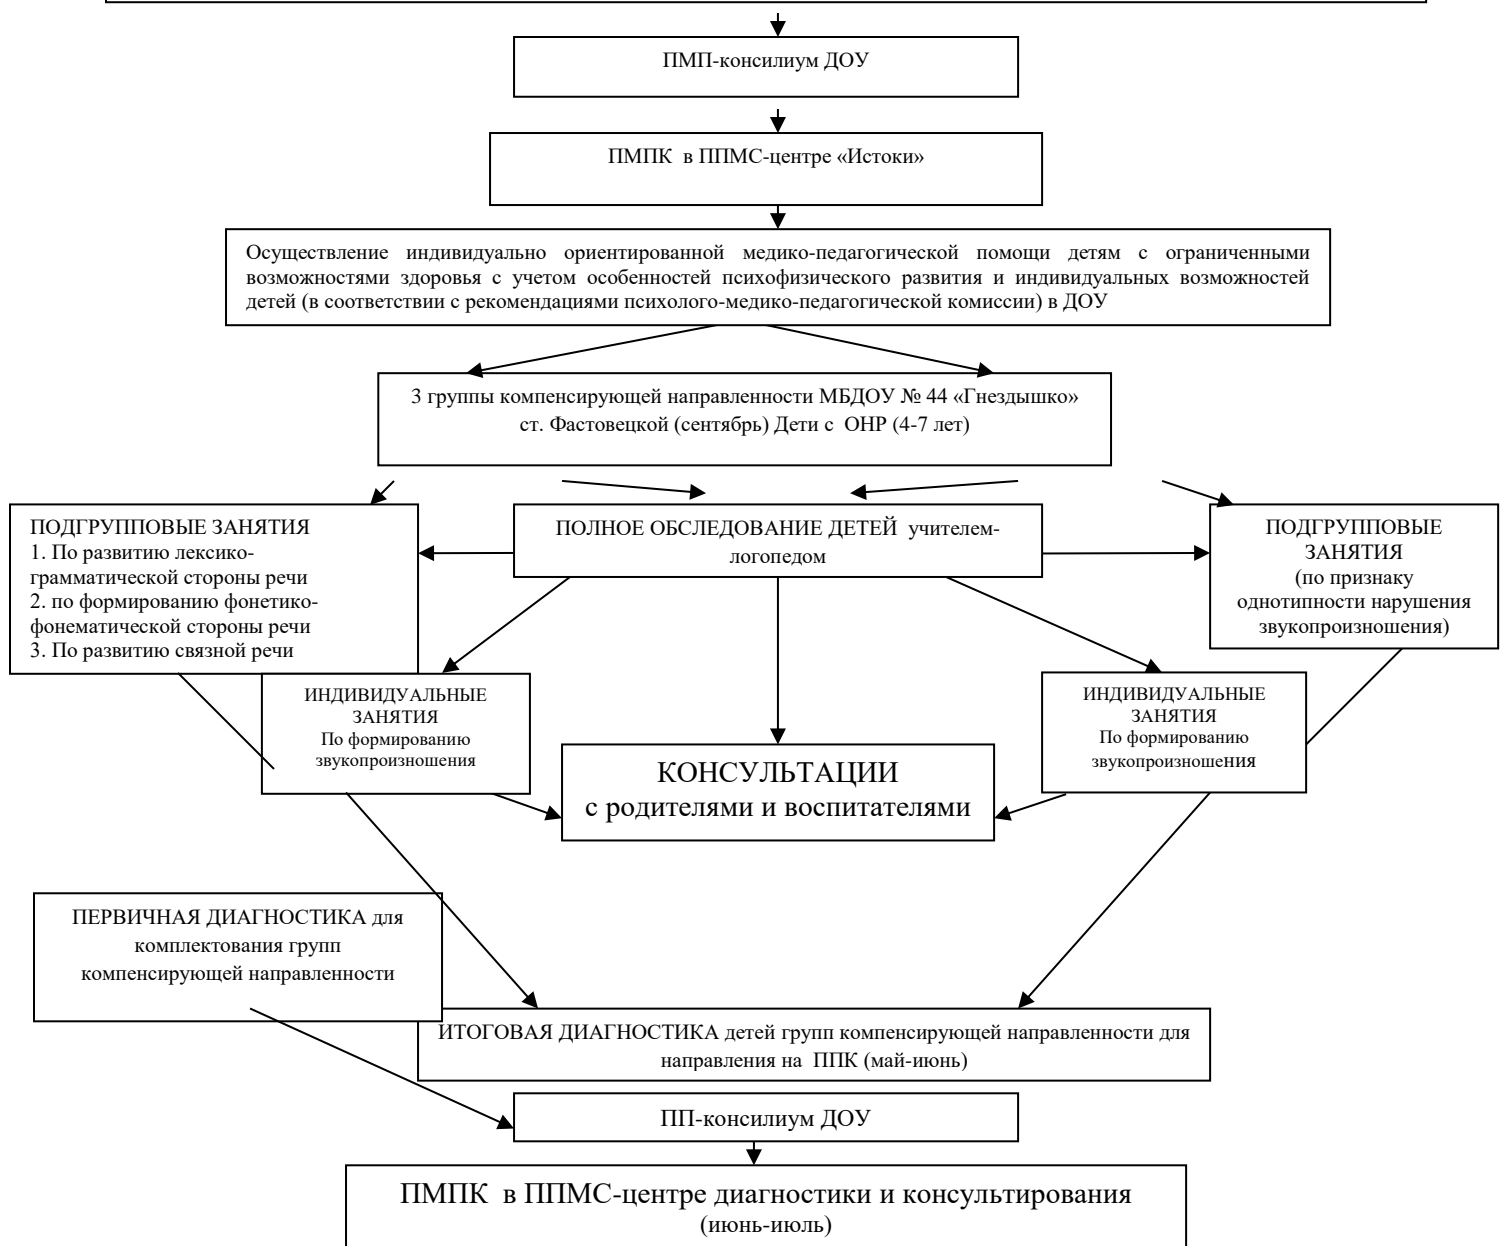 ПМП-консилиум ДОУ
ПМПК  в ППМС-центре «Истоки»
Осуществление индивидуально ориентированной медико-педагогической помощи детям с ограниченными
возможностями здоровья с учетом особенностей психофизического развития и индивидуальных возможностей
детей (в соответствии с рекомендациями психолого-медико-педагогической комиссии) в ДОУ
3 группы компенсирующей направленности МБДОУ № 44 «Гнездышко»
ст. Фастовецкой (сентябрь) Дети с  ОНР (4-7 лет)
ПОДГРУППОВЫЕ ЗАНЯТИЯ
1. По развитию лексико-
грамматической стороны речи
2. по формированию фонетико-
фонематической стороны речи
3. По развитию связной речи
ПОЛНОЕ ОБСЛЕДОВАНИЕ ДЕТЕЙ  учителем-
логопедом
ПОДГРУППОВЫЕ
ЗАНЯТИЯ
(по признаку
однотипности нарушения
звукопроизношения)
ИНДИВИДУАЛЬНЫЕ
ЗАНЯТИЯ
По формированию
звукопроизношения
ИНДИВИДУАЛЬНЫЕ
ЗАНЯТИЯ
По формированию
звукопроизношения
КОНСУЛЬТАЦИИ
с родителями и воспитателями
ПЕРВИЧНАЯ ДИАГНОСТИКА для
комплектования групп
компенсирующей направленности
ИТОГОВАЯ ДИАГНОСТИКА детей групп компенсирующей направленности для
направления на  ППК (май-июнь)
ПП-консилиум ДОУ
ПМПК  в ППМС-центре диагностики и консультирования
(июнь-июль)